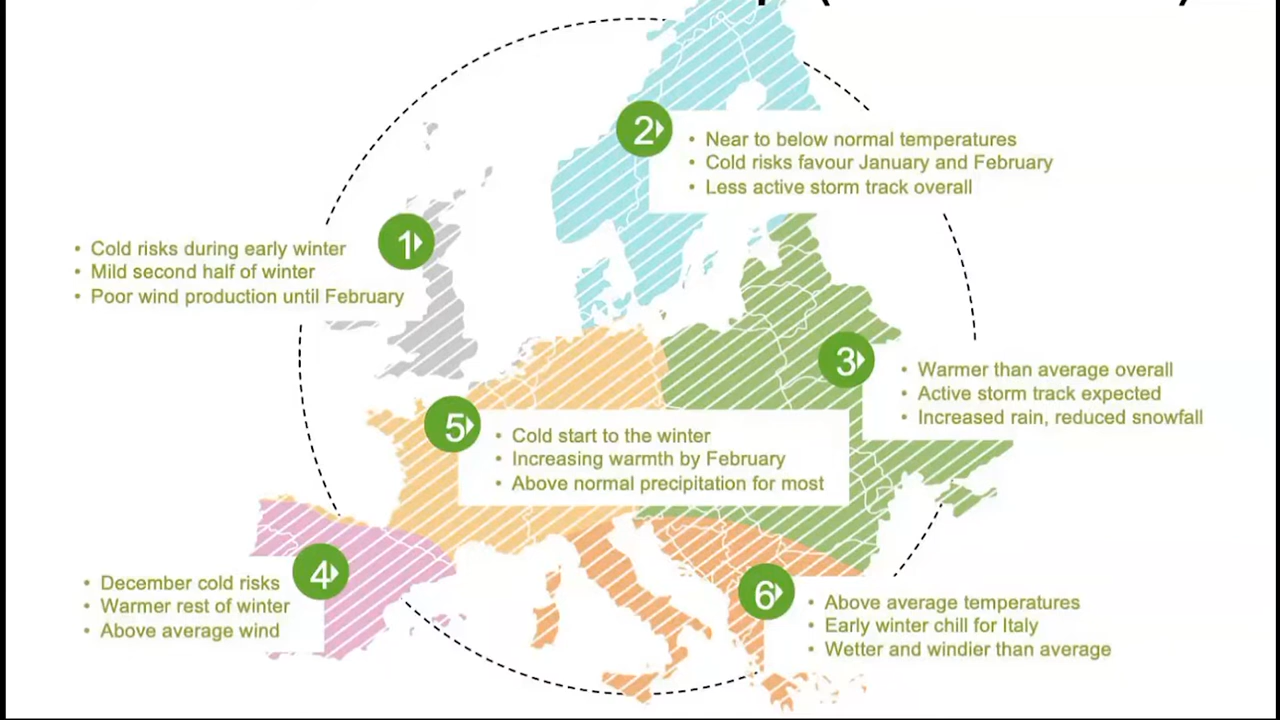 1
• Cold risks during early winter
• Mild second half of winter
• Poor wind production until February
2
• Near to below normal temperatures
• Cold risks favour January and February
• Less active storm track overall
3
• Warmer than average overall
• Active storm track expected
• Increased rain, reduced snowfall
4
• December cold risks
• Warmer rest of winter
• Above average wind
5
• Cold start to the winter
• Increasing warmth by February
• Above normal precipitation for most
6
• Above average temperatures
• Early winter chill for Italy
• Wetter and windier than average